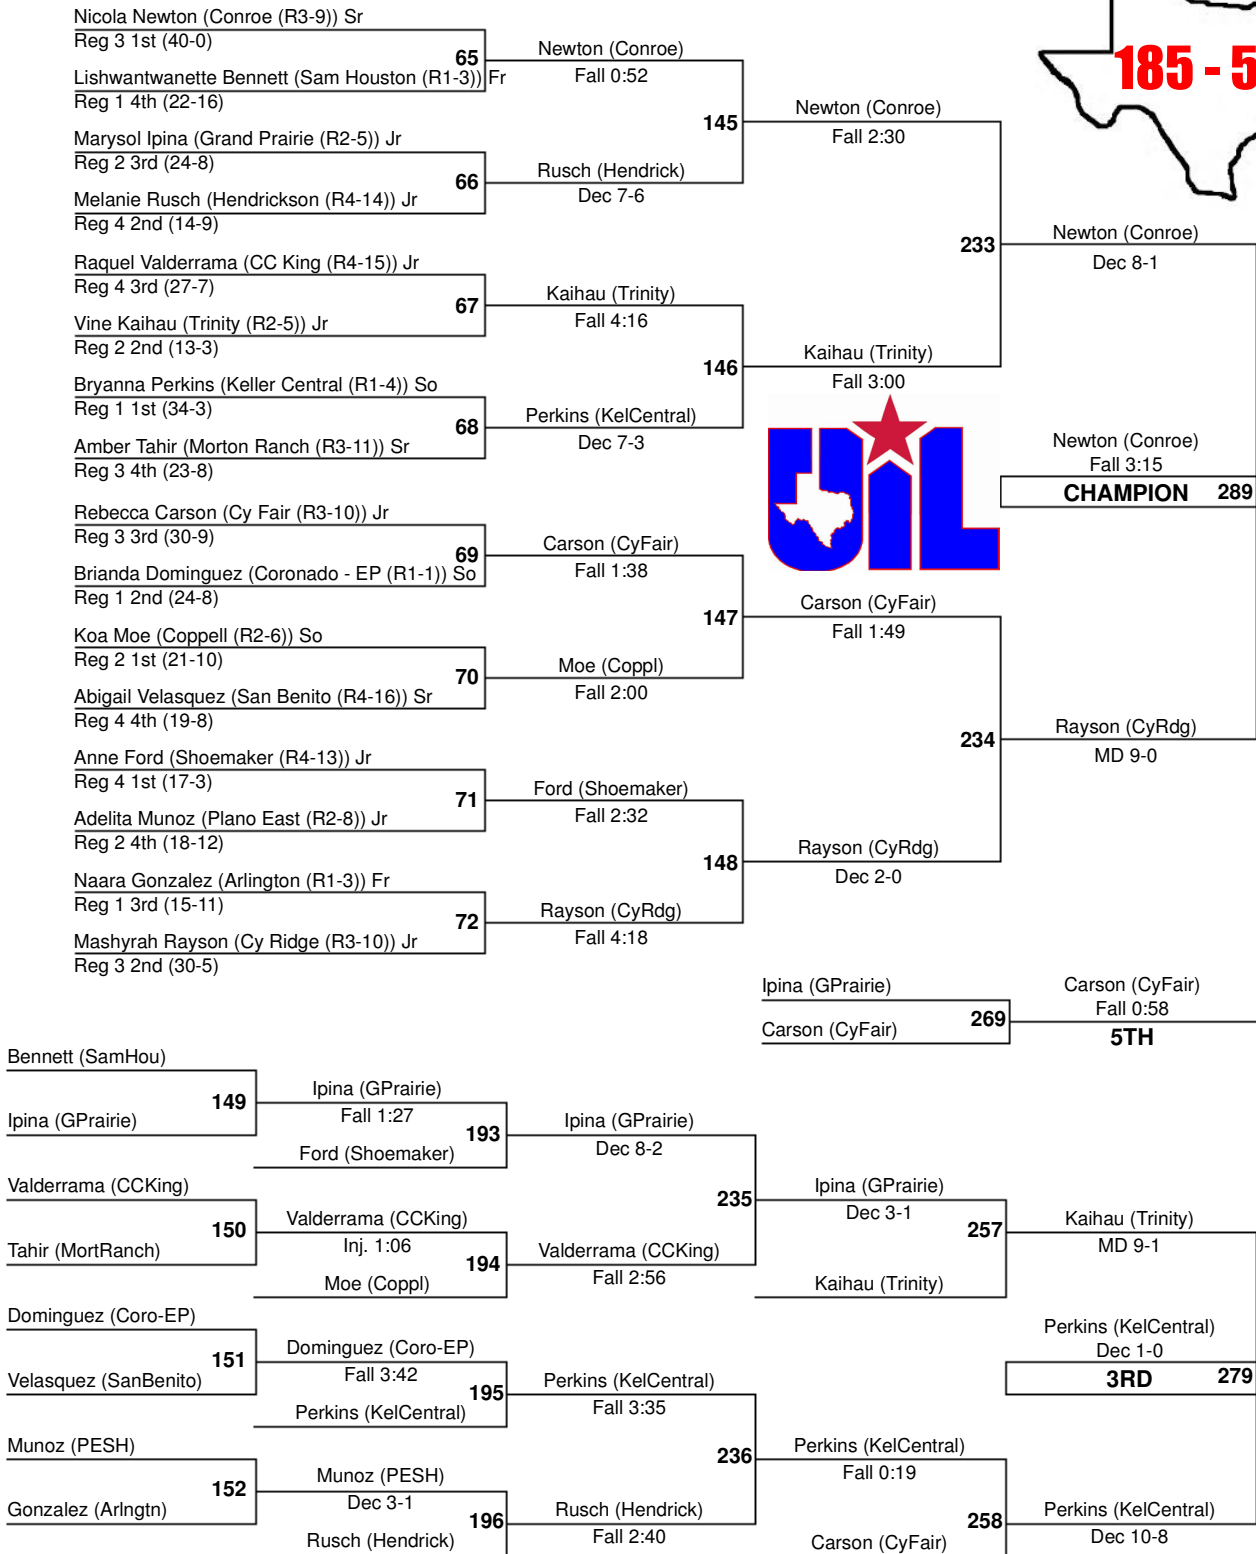 Nicola Newton (Conroe (R3-9)) Sr
Reg 3 1st (40-0)
65
Lishwantwanette Bennett (Sam Houston (R1-3)) Fr
Reg 1 4th (22-16)
Newton (Conroe)
Fall 0:52
Marysol Ipina (Grand Prairie (R2-5)) Jr
Reg 2 3rd (24-8)
66
Melanie Rusch (Hendrickson (R4-14)) Jr
Reg 4 2nd (14-9)
Rusch (Hendrick)
Dec 7-6
145
Newton (Conroe)
Fall 2:30
185 - 5
Raquel Valderrama (CC King (R4-15)) Jr
Reg 4 3rd (27-7)
67
Vine Kaihau (Trinity (R2-5)) Jr
Reg 2 2nd (13-3)
Kaihau (Trinity)
Fall 4:16
Bryanna Perkins (Keller Central (R1-4)) So
Reg 1 1st (34-3)
68
Amber Tahir (Morton Ranch (R3-11)) Sr
Reg 3 4th (23-8)
Perkins (KelCentral)
Dec 7-3
146
Kaihau (Trinity)
Fall 3:00
233
Newton (Conroe)
Dec 8-1
UIL
Newton (Conroe)
Fall 3:15
CHAMPION 289
Rebecca Carson (Cy Fair (R3-10)) Jr
Reg 3 3rd (30-9)
69
Brianda Dominguez (Coronado - EP (R1-1)) So
Reg 1 2nd (24-8)
Carson (CyFair)
Fall 1:38
Koa Moe (Coppell (R2-6)) So
Reg 2 1st (21-10)
70
Abigail Velasquez (San Benito (R4-16)) Sr
Reg 4 4th (19-8)
Moe (Coppl)
Fall 2:00
147
Carson (CyFair)
Fall 1:49
Anne Ford (Shoemaker (R4-13)) Jr
Reg 4 1st (17-3)
71
Adelita Munoz (Plano East (R2-8)) Jr
Reg 2 4th (18-12)
Ford (Shoemaker)
Fall 2:32
Naara Gonzalez (Arlington (R1-3)) Fr
Reg 1 3rd (15-11)
72
Mashyrah Rayson (Cy Ridge (R3-10)) Jr
Reg 3 2nd (30-5)
Rayson (CyRdg)
Fall 4:18
148
Rayson (CyRdg)
Dec 2-0
234
Rayson (CyRdg)
MD 9-0
Ipina (GPrairie)
269
Carson (CyFair)
Carson (CyFair)
Fall 0:58
5TH
Bennett (SamHou)
149
Ipina (GPrairie)
Ipina (GPrairie)
Fall 1:27
193
Ford (Shoemaker)
Ipina (GPrairie)
Dec 8-2
Valderrama (CCKing)
150
Tahir (MortRanch)
Valderrama (CCKing)
Inj. 1:06
194
Moe (Coppl)
Valderrama (CCKing)
Fall 2:56
235
Ipina (GPrairie)
Dec 3-1
257
Kaihau (Trinity)
Kaihau (Trinity)
MD 9-1
Dominguez (Coro-EP)
151
Velasquez (SanBenito)
Dominguez (Coro-EP)
Fall 3:42
195
Perkins (KelCentral)
Perkins (KelCentral)
Fall 3:35
Perkins (KelCentral)
Dec 1-0
3RD 279
Munoz (PESH)
152
Gonzalez (Arlngtn)
Munoz (PESH)
Dec 3-1
196
Rusch (Hendrick)
Rusch (Hendrick)
Fall 2:40
236
Perkins (KelCentral)
Fall 0:19
258
Carson (CyFair)
Perkins (KelCentral)
Dec 10-8